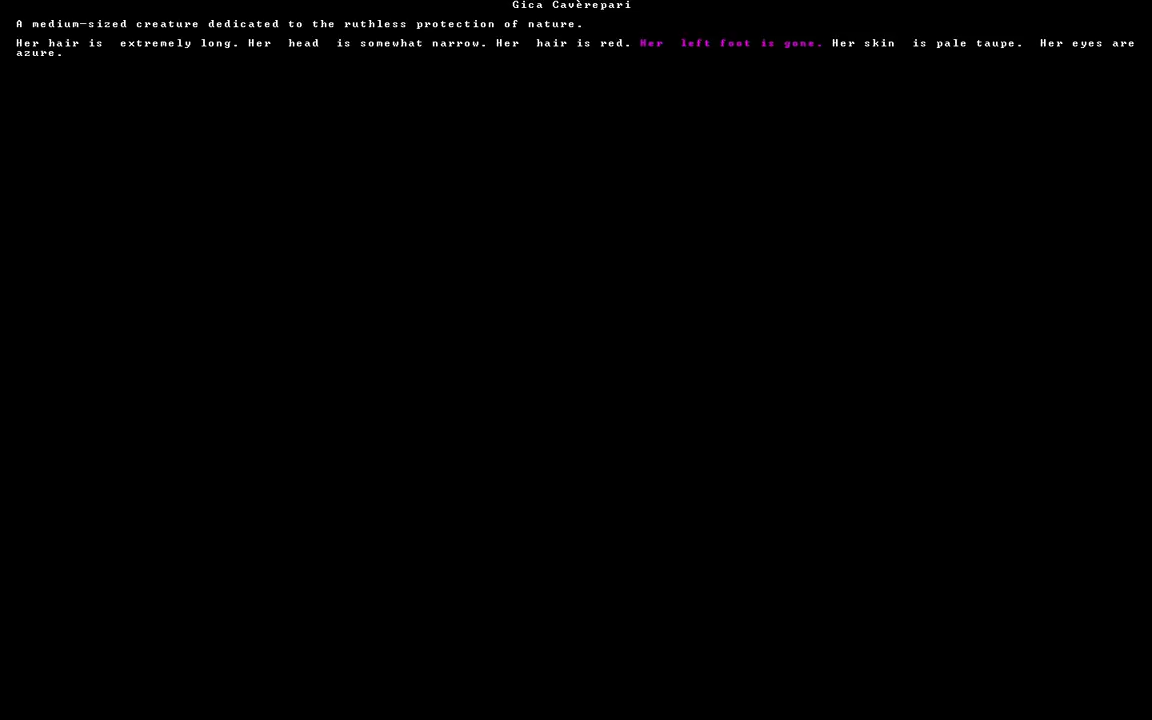 Gica Cavèrepari
A medium-sized creature dedicated to the ruthless protection of nature.
Her hair is  extremely long. Her  head  is somewhat narrow. Her  hair is red. Her  left foot is gone. Her skin  is pale taupe.  Her eyes are
azure.